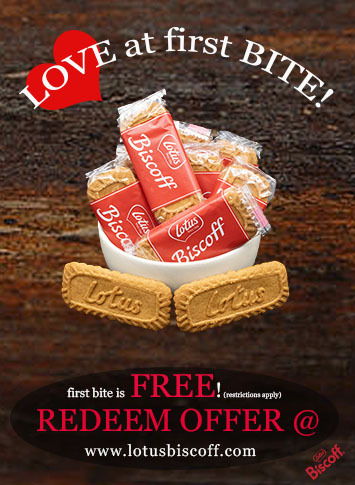 LOVE at first BITE!
Lotus
Biscoff
Lotus
Biscoff
Lotus
Biscoff
Lotus
Lotus
first bite is FREE! (restrictions apply)
REDEEM OFFER @
www.lotusbiscoff.com
Lotus
Biscoff